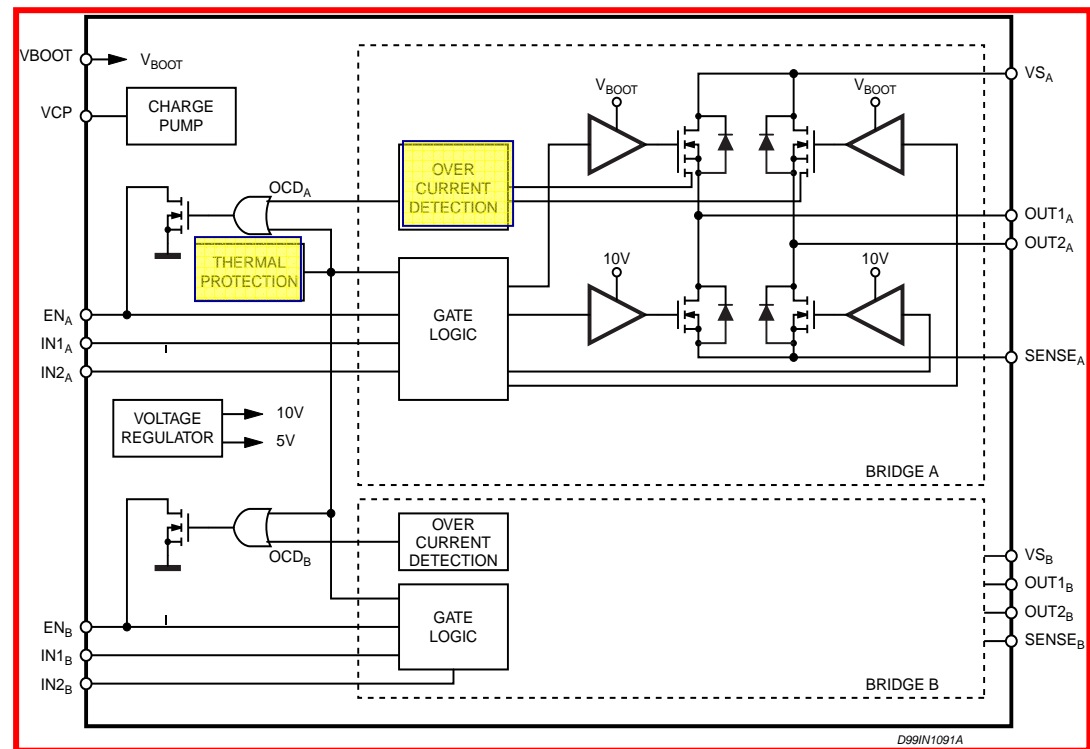 VBOOT
VBOOT
VCP
CHARGE
PUMP
VBOOT
VBOOT
VSA
OVER
CURRENT
DETECTION
OCDA
THERMAL
PROTECTION
OUT1A
OUT2A
10V
10V
ENA
IN1A
IN2A
GATE
LOGIC
SENSEA
VOLTAGE
REGULATOR
10V
5V
BRIDGE A
OCDB
OVER
CURRENT
DETECTION
VSB
OUT1B
OUT2B
SENSEB
ENB
IN1B
IN2B
GATE
LOGIC
BRIDGE B
D99IN1091A